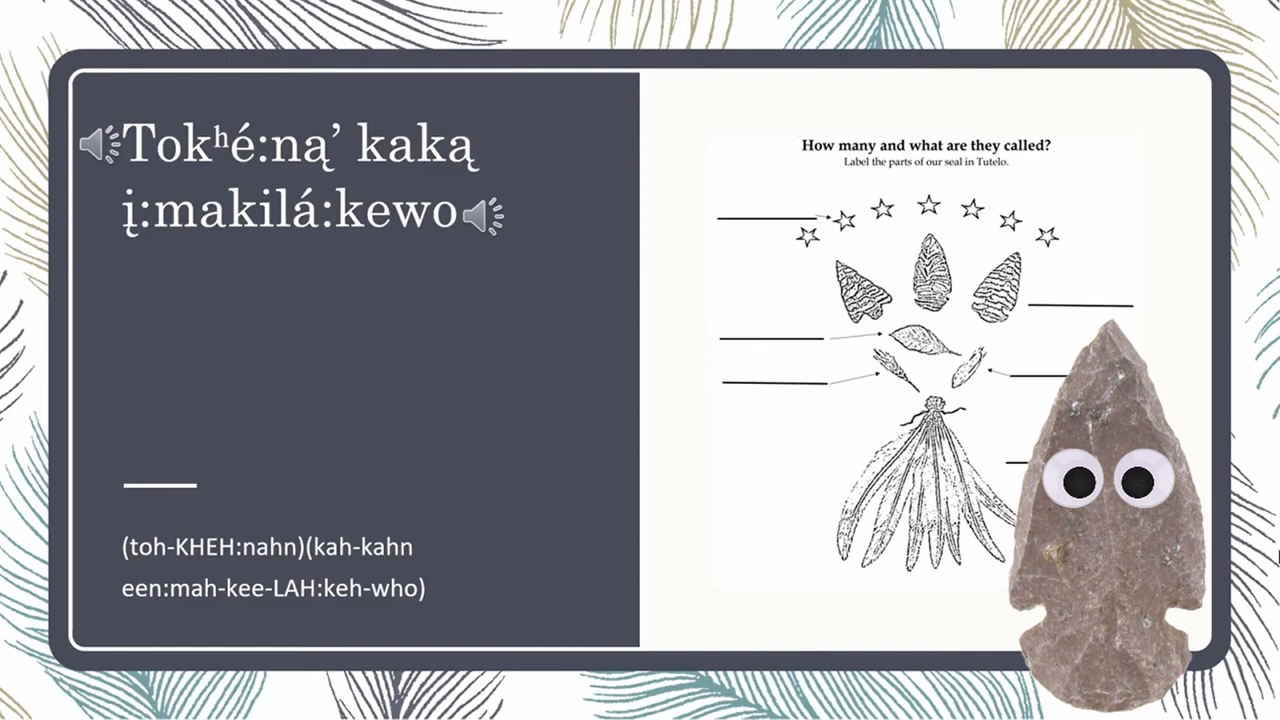 Tokʰé:ną’ kaką
į:makilá:kewo
(toh-KHEH:nahn)(kah-kahn
een:mah-kee-LAH:keh-who)
How many and what are they called?
Label the parts of our seal in Tutelo.